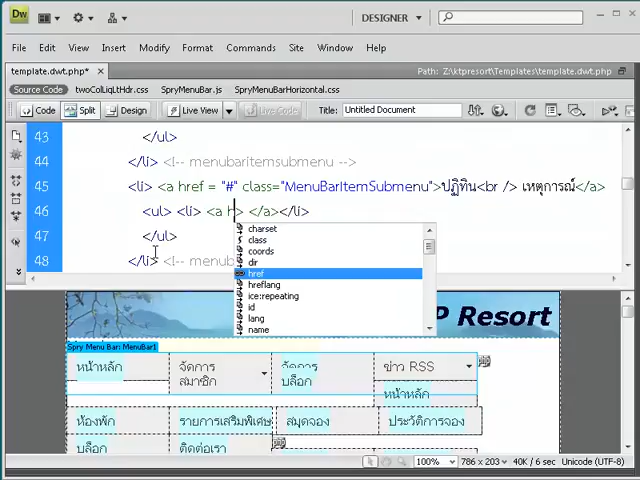 Dw
DESIGNER
File Edit View Insert Modify Format Commands Site Window Help
template.dwt.php* × Path: Z:\ktpresort\Templates\template.dwt.php
Source Code twoColLiqLtHdr.css SpryMenuBar.js SpryMenuBarHorizontal.css
Code Split Design Live View Live Code Title: Untitled Document
43 </ul>
44 </li> <!-- menubaritemsubmenu -->
45 <li> <a href = "#" class="MenuBarItemSubmenu">ปฏิทิน<br /> เหตุการณ์</a>
46 <ul> <li> <a h> </a></li>
47 </ul>
48 </li> <!-- menub
charset
class
coords
dir
href
hreflang
ice:repeating
id
lang
name
P Resort
Spry Menu Bar: MenuBar1
หน้าหลัก จัดการ จัดการ ข่าว RSS
สมาชิก บล็อก
หน้าหลัก
ห้องพัก รายการเสริมพิเศษ สมุดจอง ประวัติการจอง
บล็อก ติดต่อเรา
100% 786 x 203 40K / 6 sec Unicode (UTF-8)